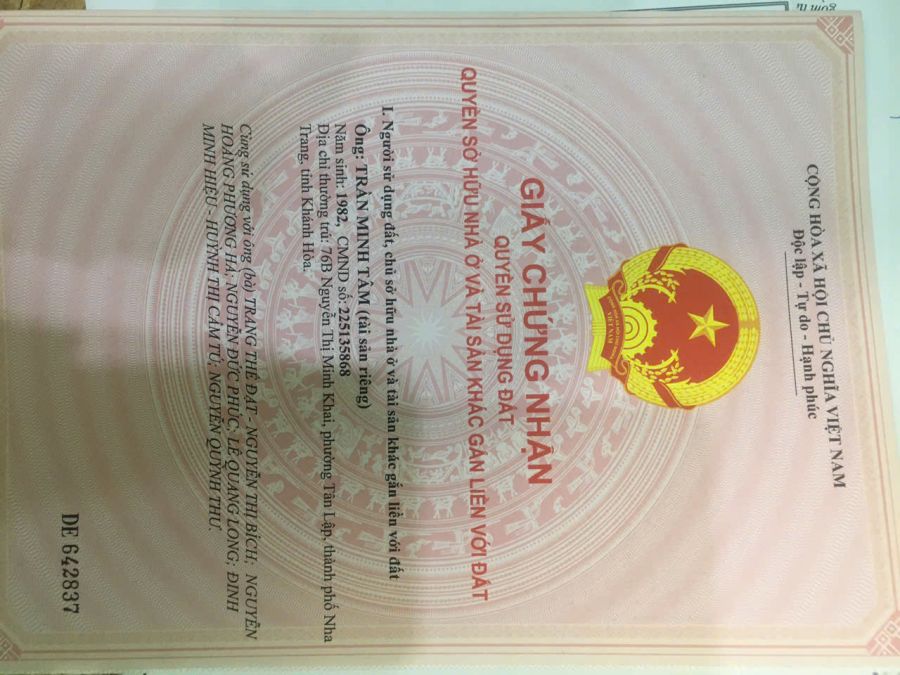 CỘNG HÒA XÃ HỘI CHỦ NGHĨA VIỆT NAM
Độc lập - Tự do - Hạnh phúc
VIỆT NAM
GIẤY CHỨNG NHẬN
QUYỀN SỬ DỤNG ĐẤT
QUYỀN SỞ HỮU NHÀ Ở VÀ TÀI SẢN KHÁC GẮN LIỀN VỚI ĐẤT
I. Người sử dụng đất, chủ sở hữu nhà ở và tài sản khác gắn liền với đất
Ông: TRẦN MINH TÂM (tài sản riêng)
Năm sinh: 1982, CMND số: 225135868
Địa chỉ thường trú: 76B Nguyễn Thị Minh Khai, phường Tân Lập, thành phố Nha
Trang, tỉnh Khánh Hòa.
Cùng sử dụng với ông (bà) TRANG THẾ ĐẠT - NGUYỄN THỊ BÍCH; NGUYỄN
HOÀNG PHƯƠNG HÀ; NGUYỄN ĐỨC PHÚC; LÊ QUANG LONG; ĐINH
MINH HIẾU - HUỲNH THỊ CẨM TÚ; NGUYỄN QUỲNH THƯ.
DE 642837